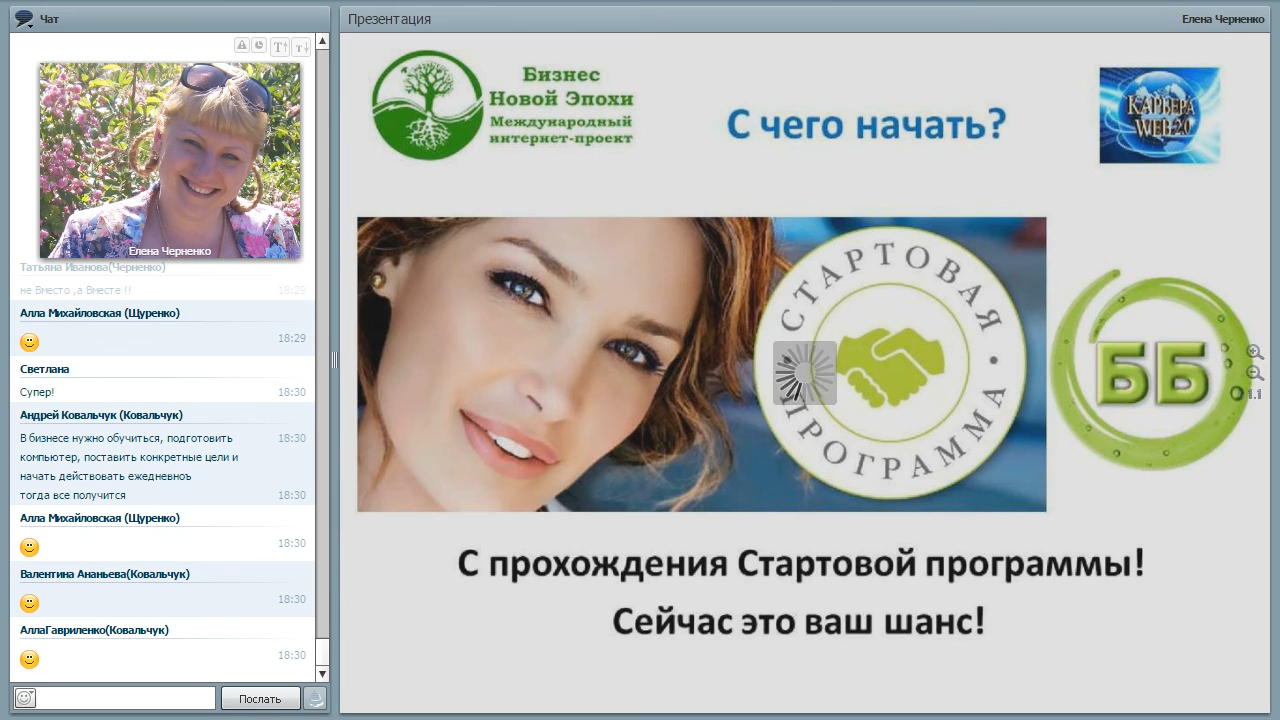 Чат
Елена Черненко
Татьяна Иванова(Черненко)
не Вместо ,а Вместе !! 18:29
Алла Михайловская (Щуренко)
18:29
Светлана
Супер! 18:30
Андрей Ковальчук (Ковальчук)
В бизнесе нужно обучиться, подготовить 18:30
компьютер, поставить конкретные цели и
начать действовать ежедневноъ
тогда все получится 18:30
Алла Михайловская (Щуренко)
18:30
Валентина Ананьева(Ковальчук)
18:30
АллаГавриленко(Ковальчук)
18:30
Послать
Презентация
Елена Черненко
Бизнес
Новой Эпохи
Международный
интернет-проект
С чего начать?
КАРЬЕРА
WEB 2.0
СТАРТОВАЯ
ПРОГРАММА
ББ
1.1
С прохождения Стартовой программы!
Сейчас это ваш шанс!